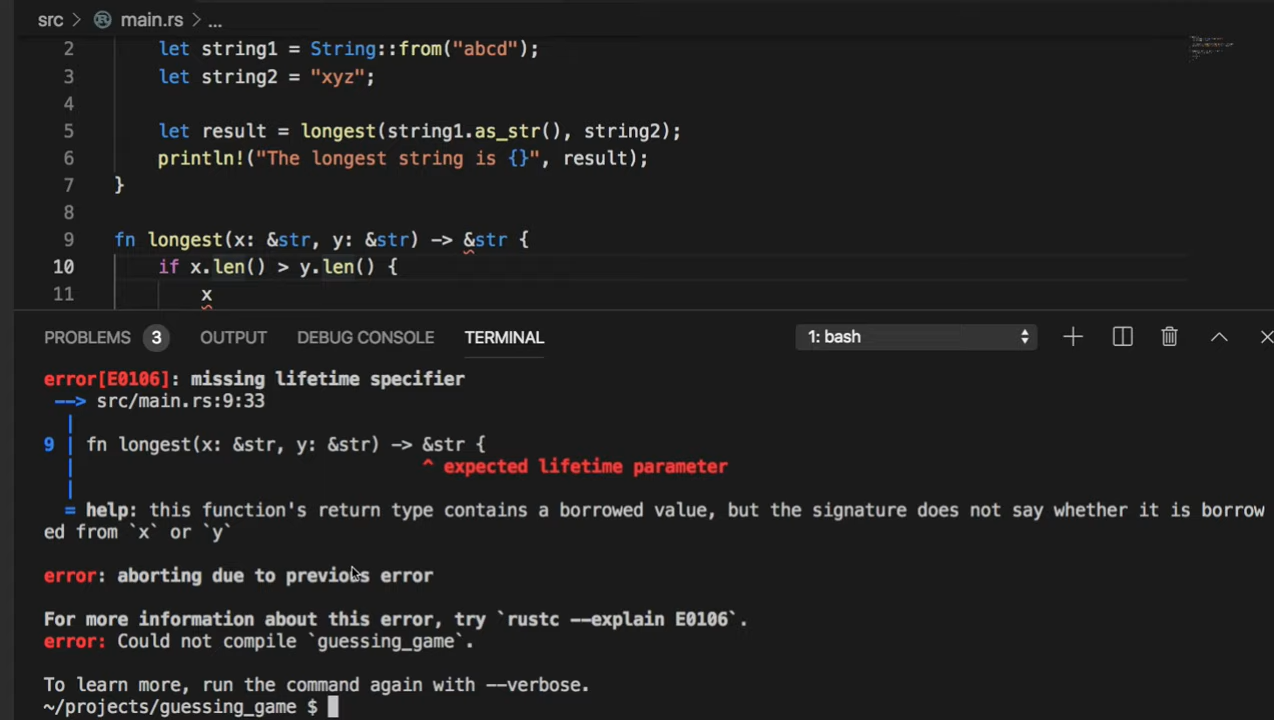 src > main.rs > ...
2 let string1 = String::from("abcd");
3 let string2 = "xyz";
4
5 let result = longest(string1.as_str(), string2);
6 println!("The longest string is {}", result);
7 }
8
9 fn longest(x: &str, y: &str) -> &str {
10 if x.len() > y.len() {
11 x
PROBLEMS 3 OUTPUT DEBUG CONSOLE TERMINAL 1: bash
error[E0106]: missing lifetime specifier
--> src/main.rs:9:33
|
9 | fn longest(x: &str, y: &str) -> &str {
| ^ expected lifetime parameter
|
= help: this function's return type contains a borrowed value, but the signature does not say whether it is borrow
ed from `x` or `y`
error: aborting due to previous error
For more information about this error, try `rustc --explain E0106`.
error: Could not compile `guessing_game`.
To learn more, run the command again with --verbose.
~/projects/guessing_game $